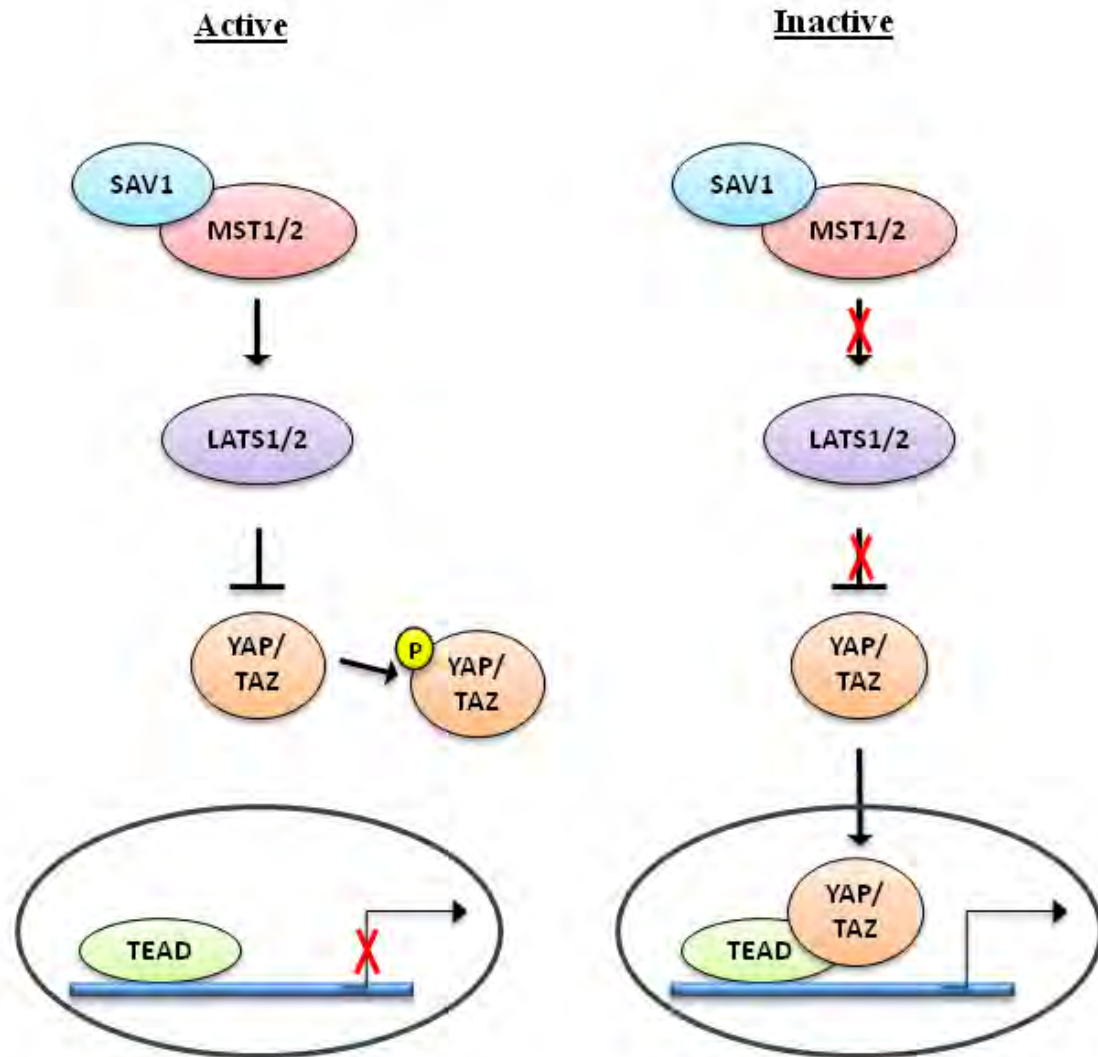 Active
SAV1
MST1/2
LATS1/2
YAP/
TAZ
P
YAP/
TAZ
TEAD
Inactive
SAV1
MST1/2
LATS1/2
YAP/
TAZ
YAP/
TAZ
TEAD